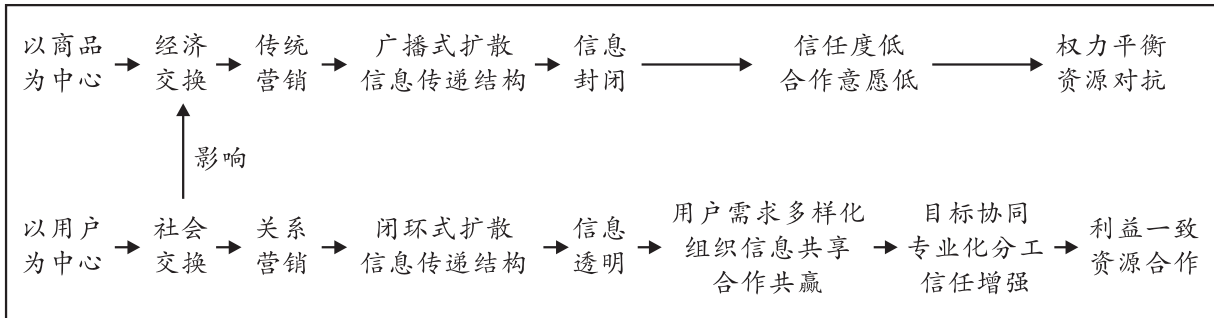 以商品
为中心
经济
交换
传统
营销
广播式扩散
信息传递结构
信息
封闭
信任度低
合作意愿低
权力平衡
资源对抗
影响
以用户
为中心
社会
交换
关系
营销
闭环式扩散
信息传递结构
信息
透明
用户需求多样化
组织信息共享
合作共赢
目标协同
专业化分工
信任增强
利益一致
资源合作